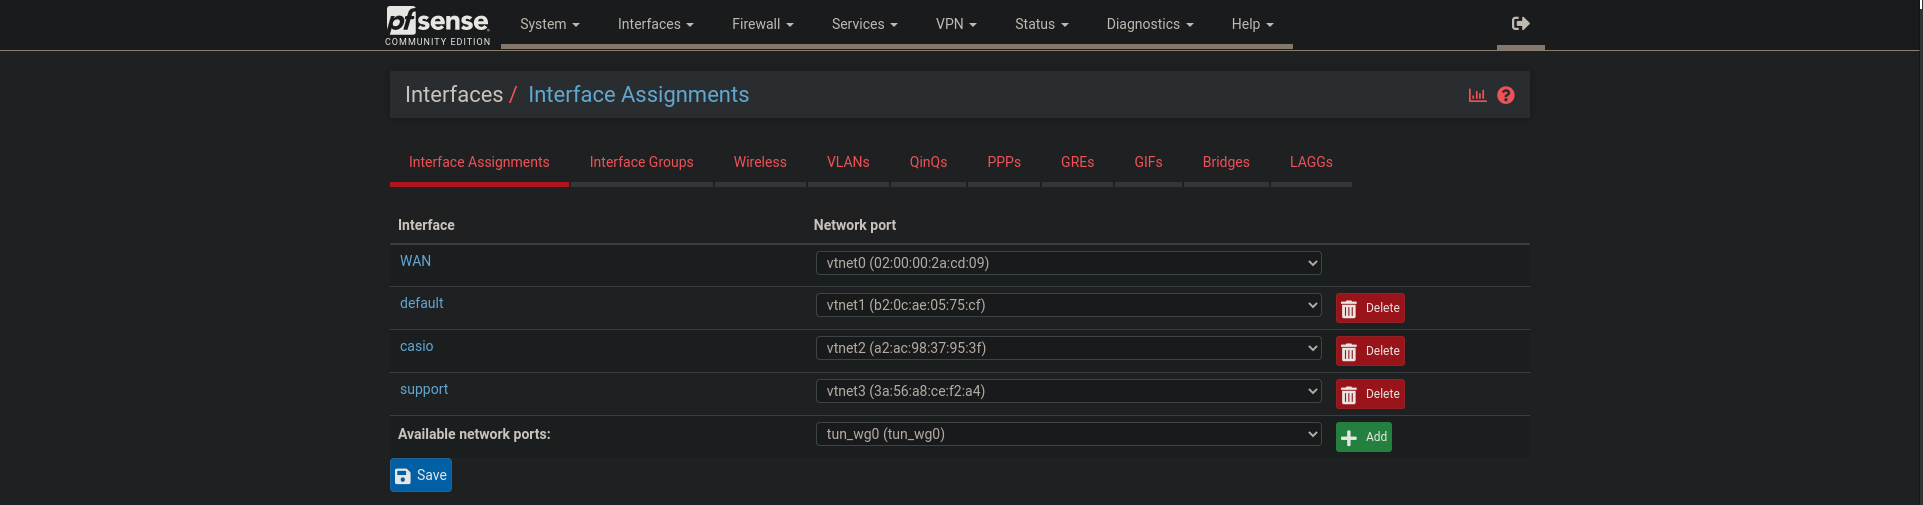 pfsense
COMMUNITY EDITION
System Interfaces Firewall Services VPN Status Diagnostics Help
Interfaces / Interface Assignments
Interface Assignments Interface Groups Wireless VLANs QinQs PPPs GREs GIFs Bridges LAGGs
Interface Network port
WAN vtnet0 (02:00:00:2a:cd:09)
default vtnet1 (b2:0c:ae:05:75:cf) Delete
casio vtnet2 (a2:ac:98:37:95:3f) Delete
support vtnet3 (3a:56:a8:ce:f2:a4) Delete
Available network ports: tun_wg0 (tun_wg0) Add
Save